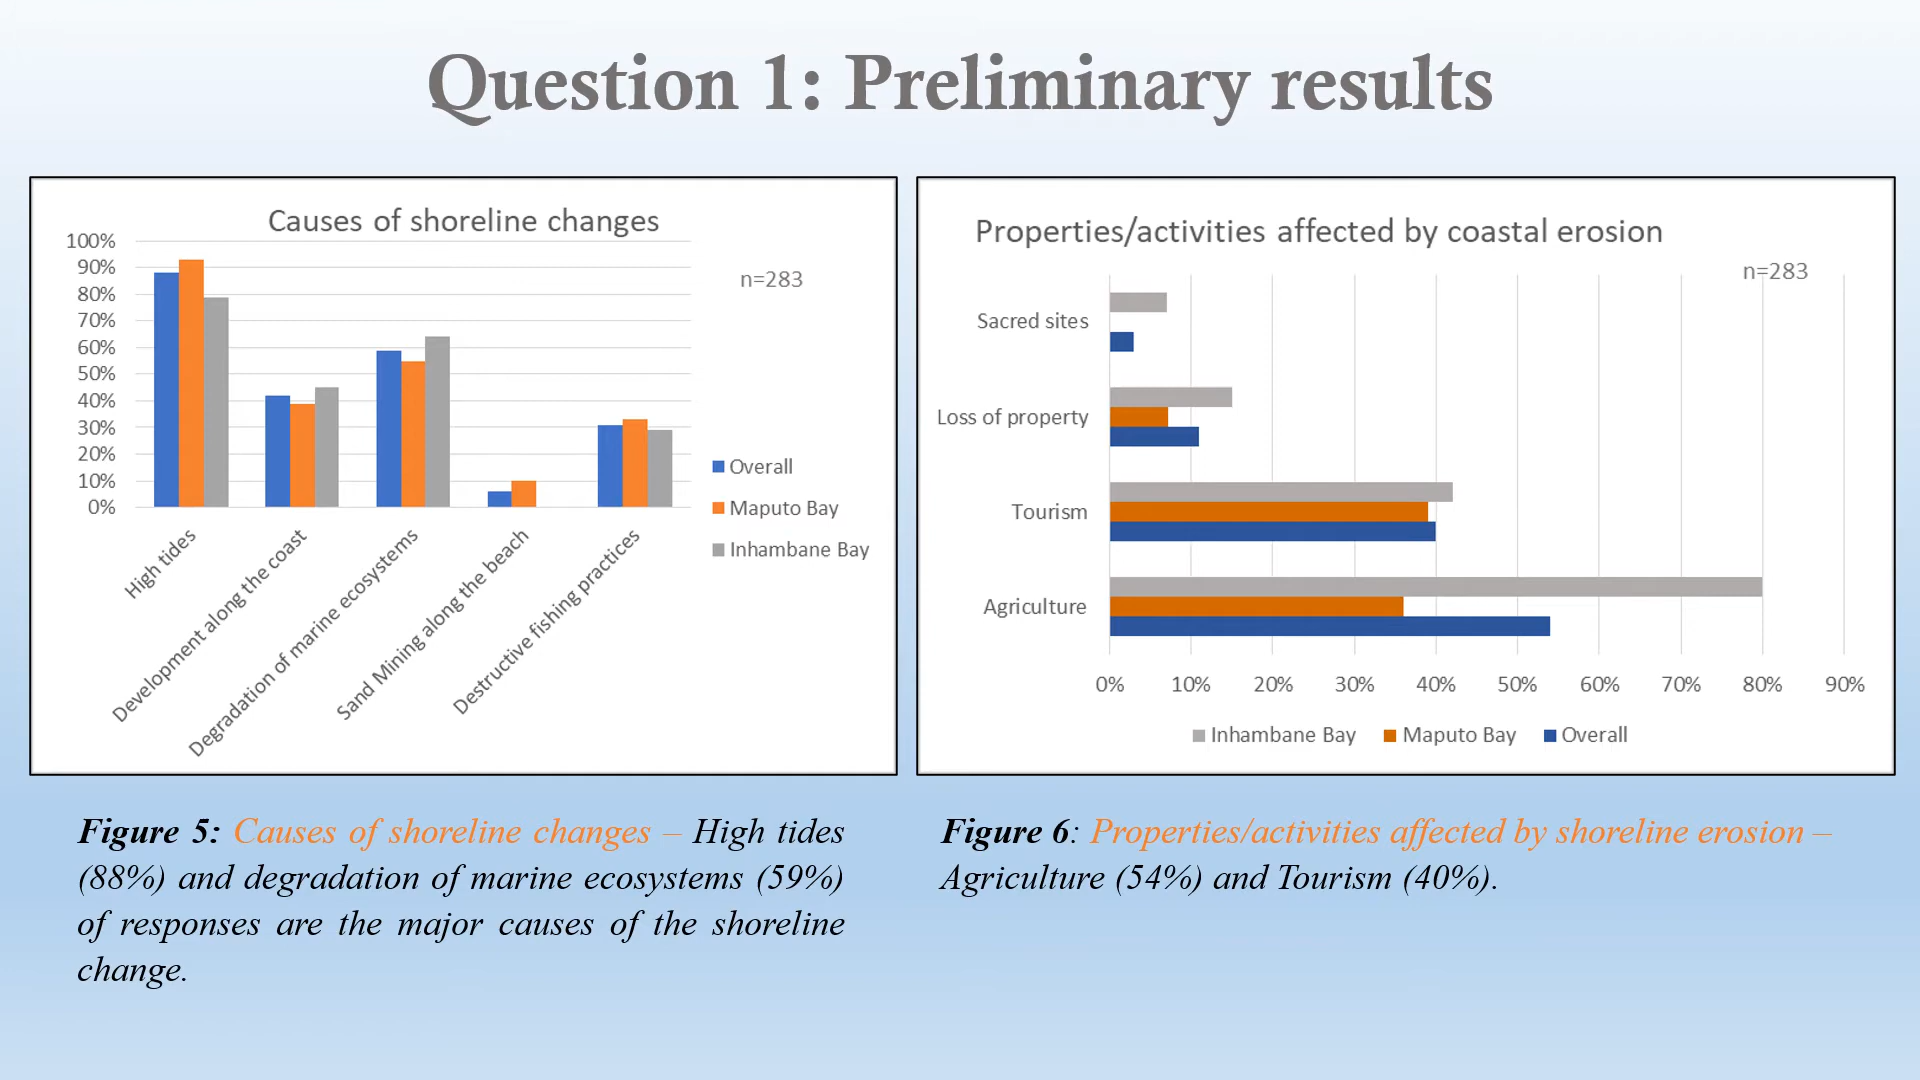 Question 1: Preliminary results
Causes of shoreline changes
100%
90%
80%
70%
60%
50%
40%
30%
20%
10%
0%
n=283
Overall
Maputo Bay
Inhambane Bay
High tides
Development along the coast
Degradation of marine ecosystems
Sand Mining along the beach
Destructive fishing practices
Properties/activities affected by coastal erosion
n=283
Sacred sites
Loss of property
Tourism
Agriculture
0% 10% 20% 30% 40% 50% 60% 70% 80% 90%
Inhambane Bay Maputo Bay Overall
Figure 5: Causes of shoreline changes – High tides
(88%) and degradation of marine ecosystems (59%)
of responses are the major causes of the shoreline
change.
Figure 6: Properties/activities affected by shoreline erosion –
Agriculture (54%) and Tourism (40%).